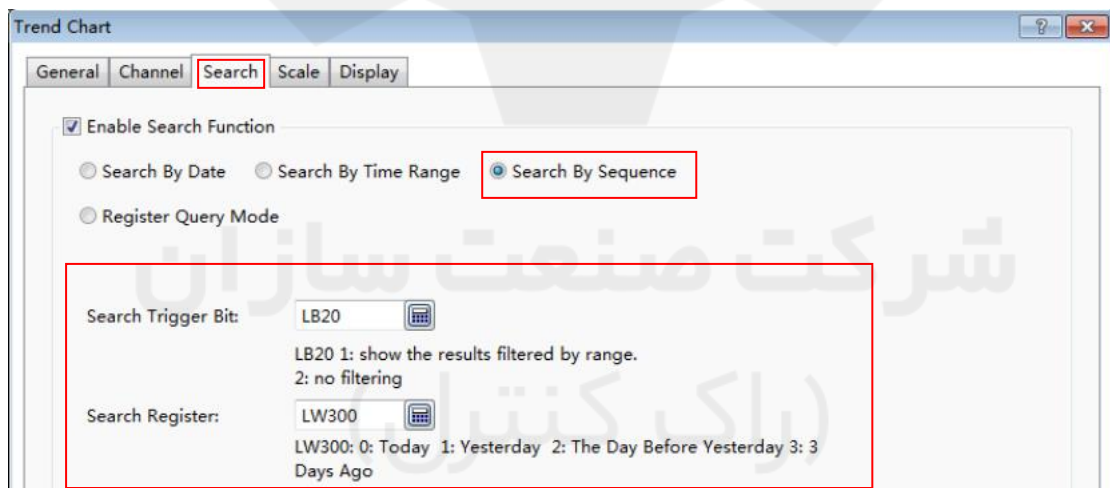 Trend Chart
General Channel Search Scale Display
Enable Search Function
Search By Date Search By Time Range Search By Sequence
Register Query Mode
شرکت صنعت سازان
Search Trigger Bit: LB20
LB20 1: show the results filtered by range.
2: no filtering
Search Register: LW300
(راک کنترل)
LW300: 0: Today 1: Yesterday 2: The Day Before Yesterday 3: 3
Days Ago